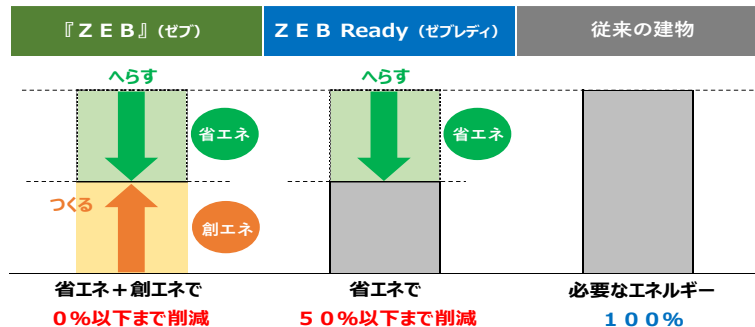 『ＺＥＢ』（ゼブ）
ＺＥＢ Ready（ゼブレディ）
従来の建物
へらす
省エネ
つくる
創エネ
へらす
省エネ
省エネ＋創エネで
０％以下まで削減
省エネで
５０％以下まで削減
必要なエネルギー
１００％